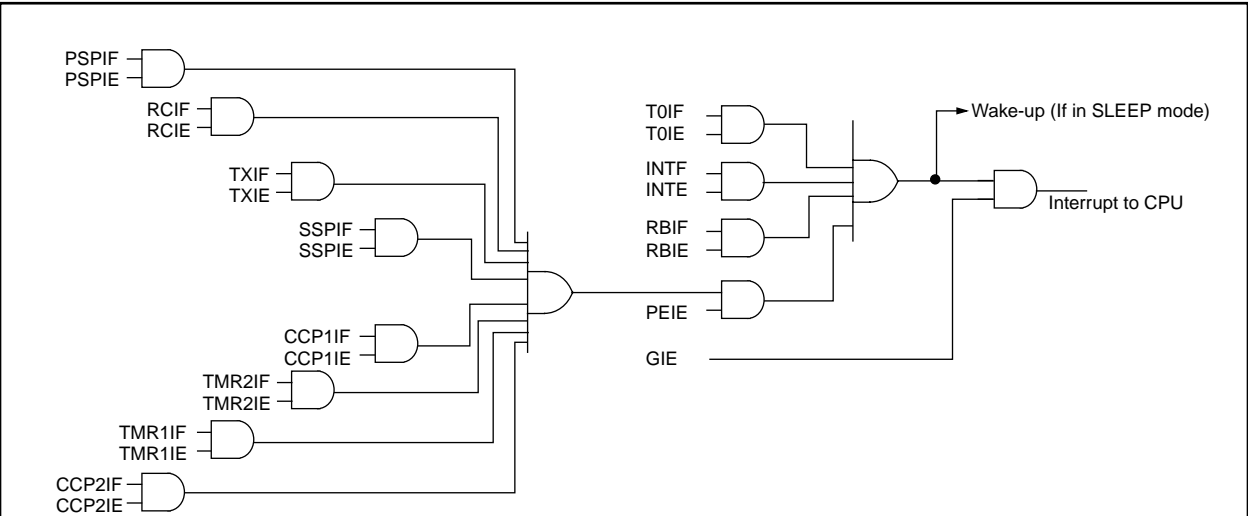 PSPIF
PSPIE
RCIF
RCIE
TXIF
TXIE
SSPIF
SSPIE
CCP1IF
CCP1IE
TMR2IF
TMR2IE
TMR1IF
TMR1IE
CCP2IF
CCP2IE
T0IF
T0IE
INTF
INTE
RBIF
RBIE
PEIE
GIE
Wake-up (If in SLEEP mode)
Interrupt to CPU